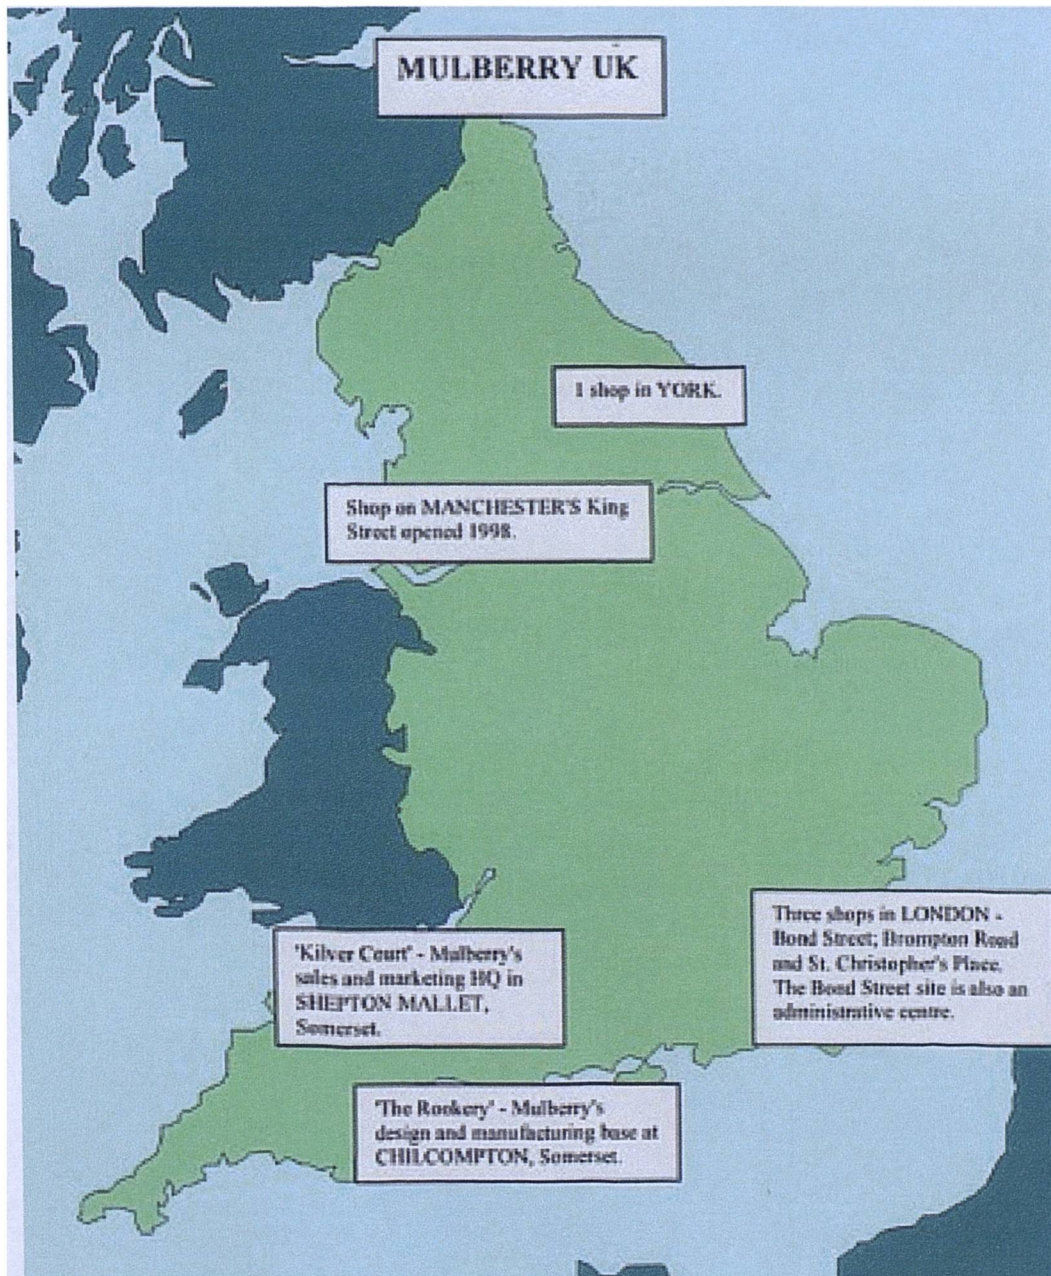 MULBERRY UK
1 shop in YORK.
Shop on MANCHESTER'S King
Street opened 1998.
Three shops in LONDON -
Bond Street; Brompton Road
and St. Christopher's Place.
The Bond Street site is also an
administrative centre.
'Kilver Court' - Mulberry's
sales and marketing HQ in
SHEPTON MALLET,
Somerset.
'The Rookery' - Mulberry's
design and manufacturing base at
CHILCOMPTON, Somerset.